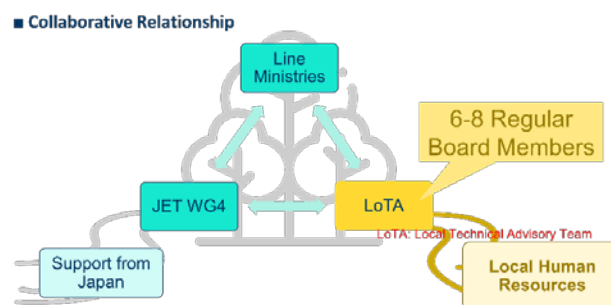 ■ Collaborative Relationship
Line
Ministries
6-8 Regular
Board Members
JET WG4
LoTA
LoTA: Local Technical Advisory Team
Support from
Japan
Local Human
Resources